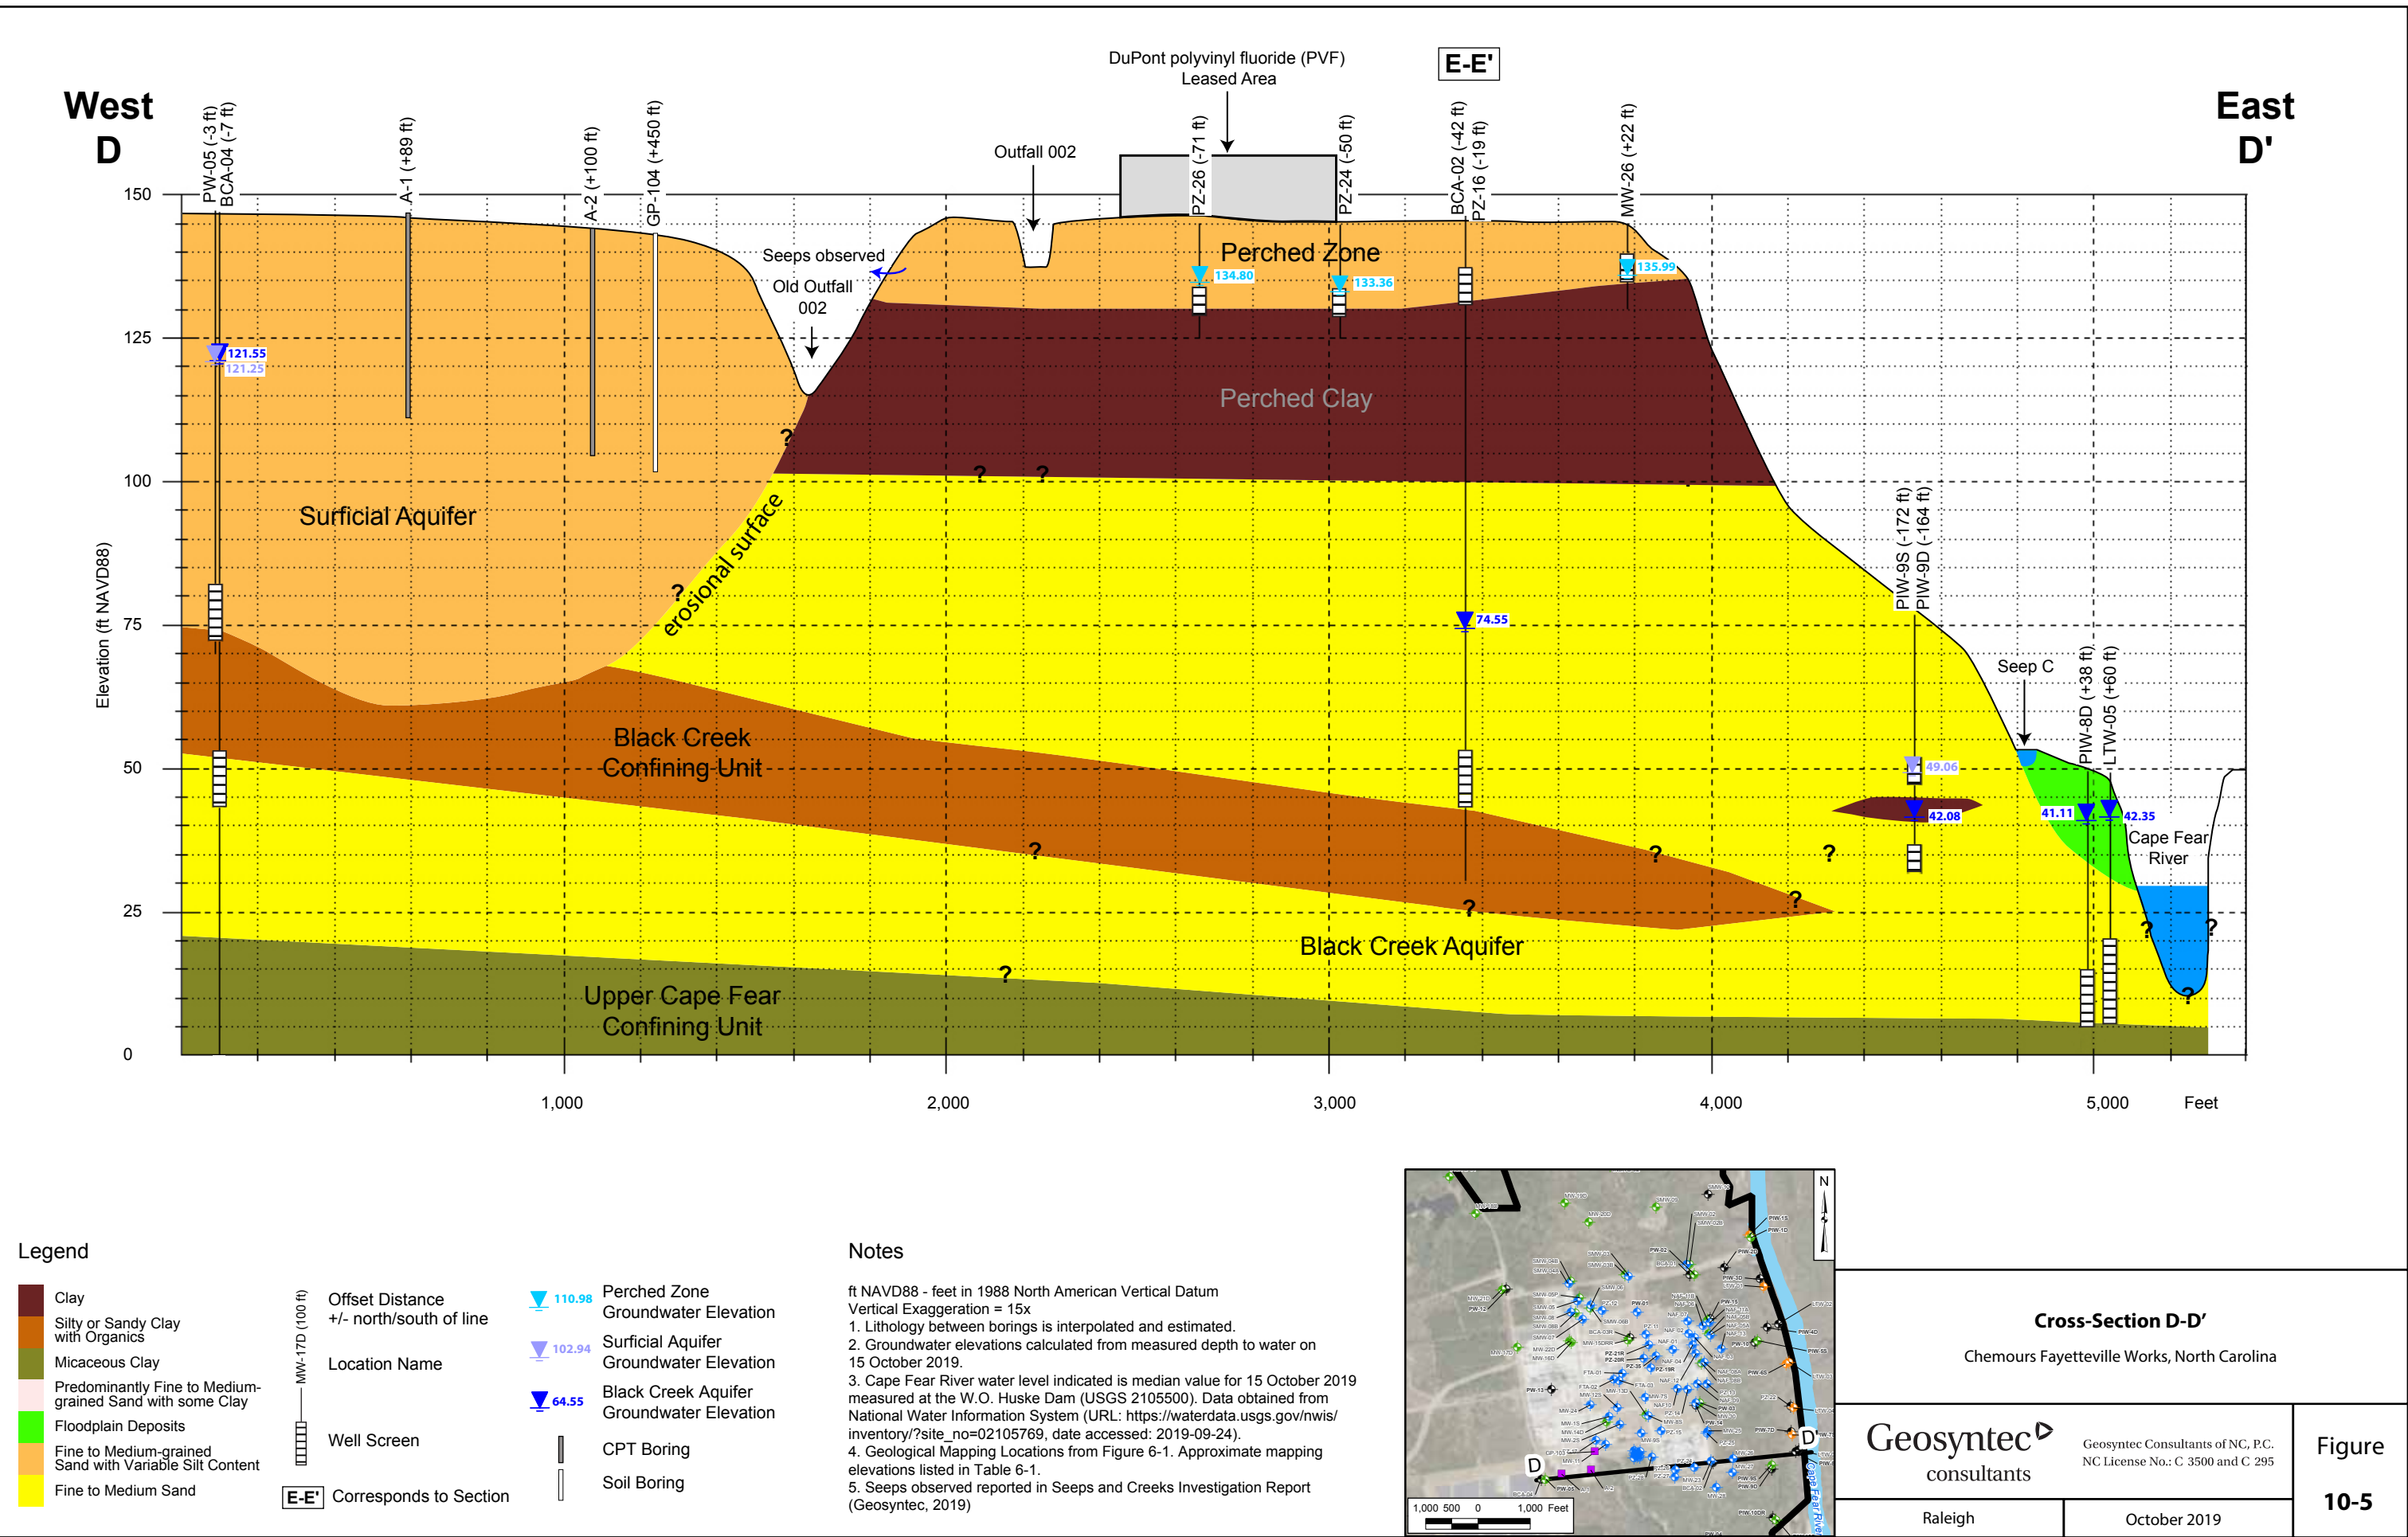 DuPont polyvinyl fluoride (PVF)
Leased Area
E-E'
West
D
East
D'
PW-05 (-3 ft)
BCA-04 (-7 ft)
A-1 (+89 ft)
A-2 (+100 ft)
GP-104 (+450 ft)
Outfall 002
PZ-26 (-71 ft)
PZ-24 (-50 ft)
BCA-02 (-42 ft)
PZ-16 (-19 ft)
MW-26 (+22 ft)
150
125
100
75
50
25
0
Elevation (ft NAVD88)
Seeps observed
Old Outfall
002
Perched Zone
134.80
133.36
135.99
121.55
121.25
Perched Clay
?
?
?
Surficial Aquifer
erosional surface
?
PIW-9S (-172 ft)
PIW-9D (-164 ft)
74.55
Seep C
PIW-8D (+38 ft)
LTW-05 (+60 ft)
Black Creek
Confining Unit
49.06
42.08
41.11
42.35
Cape Fear
River
?
?
?
?
?
?
?
?
Black Creek Aquifer
?
?
Upper Cape Fear
Confining Unit
1,000
2,000
3,000
4,000
5,000
Feet
Legend
Clay
Silty or Sandy Clay
with Organics
Micaceous Clay
Predominantly Fine to Medium-
grained Sand with some Clay
Floodplain Deposits
Fine to Medium-grained
Sand with Variable Silt Content
Fine to Medium Sand
MW-17D (100 ft)
Offset Distance
+/- north/south of line
Location Name
Well Screen
E-E' Corresponds to Section
110.98 Perched Zone
Groundwater Elevation
102.94 Surficial Aquifer
Groundwater Elevation
64.55 Black Creek Aquifer
Groundwater Elevation
CPT Boring
Soil Boring
Notes
ft NAVD88 - feet in 1988 North American Vertical Datum
Vertical Exaggeration = 15x
1. Lithology between borings is interpolated and estimated.
2. Groundwater elevations calculated from measured depth to water on
15 October 2019.
3. Cape Fear River water level indicated is median value for 15 October 2019
measured at the W.O. Huske Dam (USGS 2105500). Data obtained from
National Water Information System (URL: https://waterdata.usgs.gov/nwis/
inventory/?site_no=02105769, date accessed: 2019-09-24).
4. Geological Mapping Locations from Figure 6-1. Approximate mapping
elevations listed in Table 6-1.
5. Seeps observed reported in Seeps and Creeks Investigation Report
(Geosyntec, 2019)
N
D
D'
Cape Fear River
1,000 500 0 1,000 Feet
Cross-Section D-D'
Chemours Fayetteville Works, North Carolina
Geosyntec
consultants
Geosyntec Consultants of NC, P.C.
NC License No.: C 3500 and C 295
Figure
10-5
Raleigh
October 2019